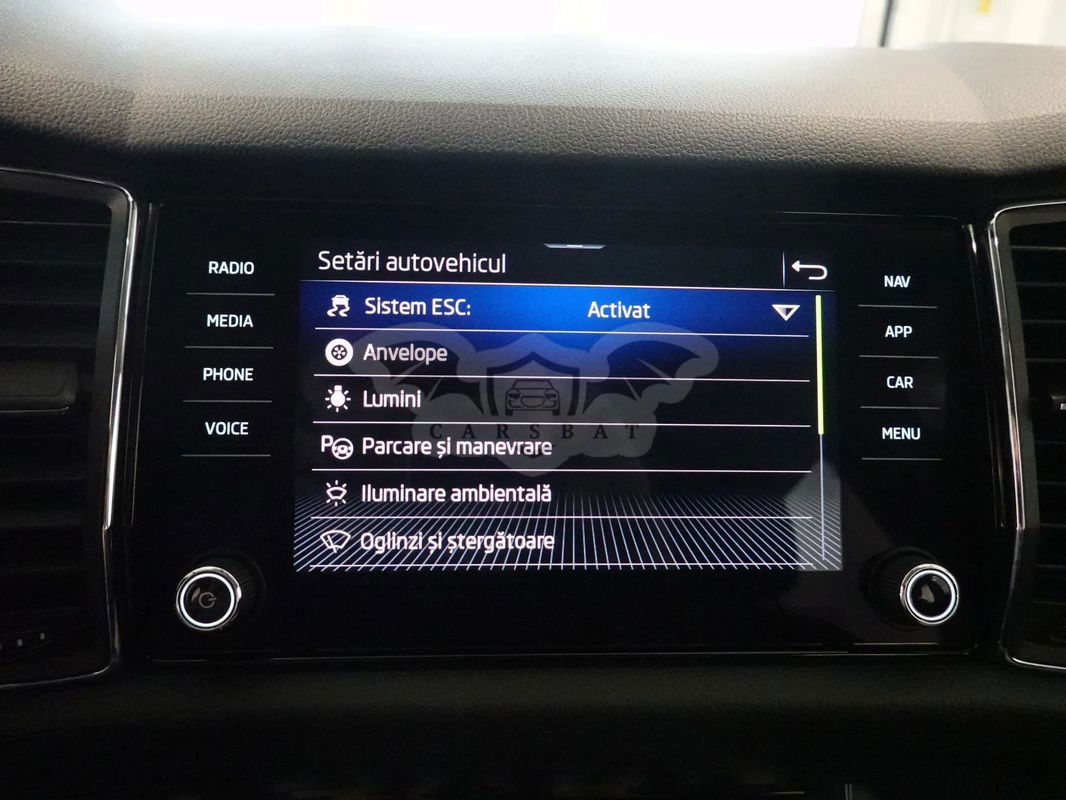 Setări autovehicul
RADIO
MEDIA
PHONE
VOICE
Sistem ESC: Activat
Anvelope
Lumini
CARSBAT
P Parcare și manevrare
Iluminare ambientală
Oglinzi și ștergătoare
NAV
APP
CAR
MENU